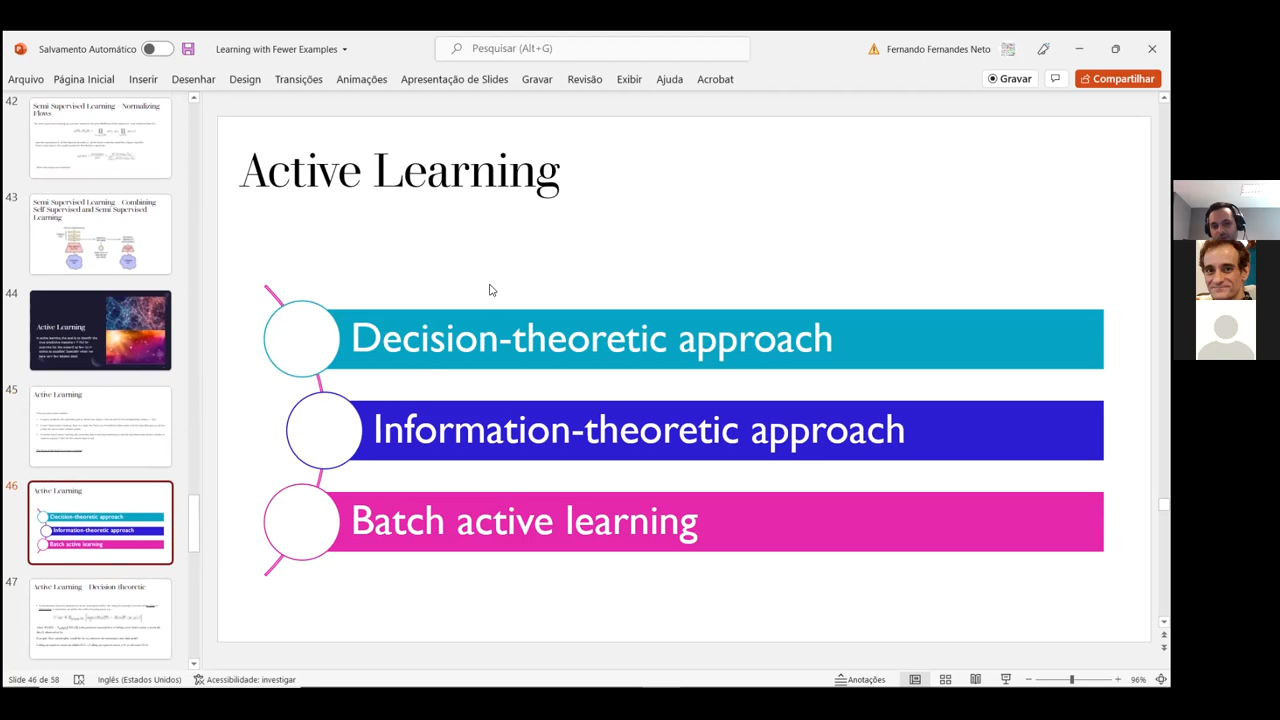 Salvamento Automático
Learning with Fewer Examples
Pesquisar (Alt+G)
Fernando Fernandes Neto
Arquivo Página Inicial Inserir Desenhar Design Transições Animações Apresentação de Slides Gravar Revisão Exibir Ajuda Acrobat
Gravar
Compartilhar
42
Semi Supervised Learning – Normalizing
Flows
43
Semi Supervised Learning – Combining
Self Supervised and Semi Supervised
Learning
44
Active Learning
45
Active Learning
46
Active Learning
Decision-theoretic approach
Information-theoretic approach
Batch active learning
47
Active Learning – Decision theoretic
Active Learning
Decision-theoretic approach
Information-theoretic approach
Batch active learning
Slide 46 de 58
Inglês (Estados Unidos)
Acessibilidade: investigar
Anotações
96%